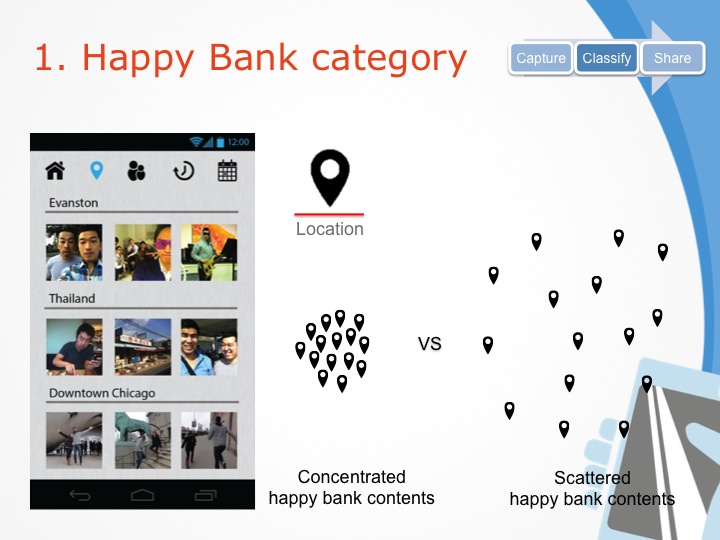 1. Happy Bank category
Capture
Classify
Share
12:00
Evanston
Thailand
Downtown Chicago
Location
VS
Concentrated
happy bank contents
Scattered
happy bank contents